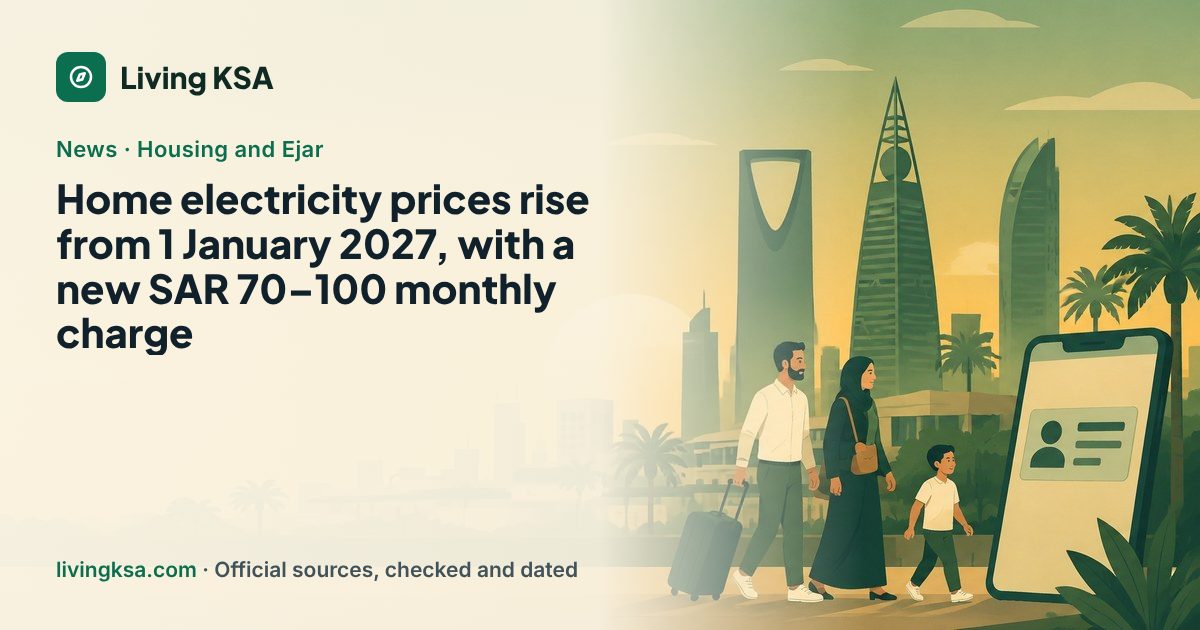 Living KSA
News · Housing and Ejar
Home electricity prices rise
from 1 January 2027, with a
new SAR 70–100 monthly
charge
livingksa.com · Official sources, checked and dated